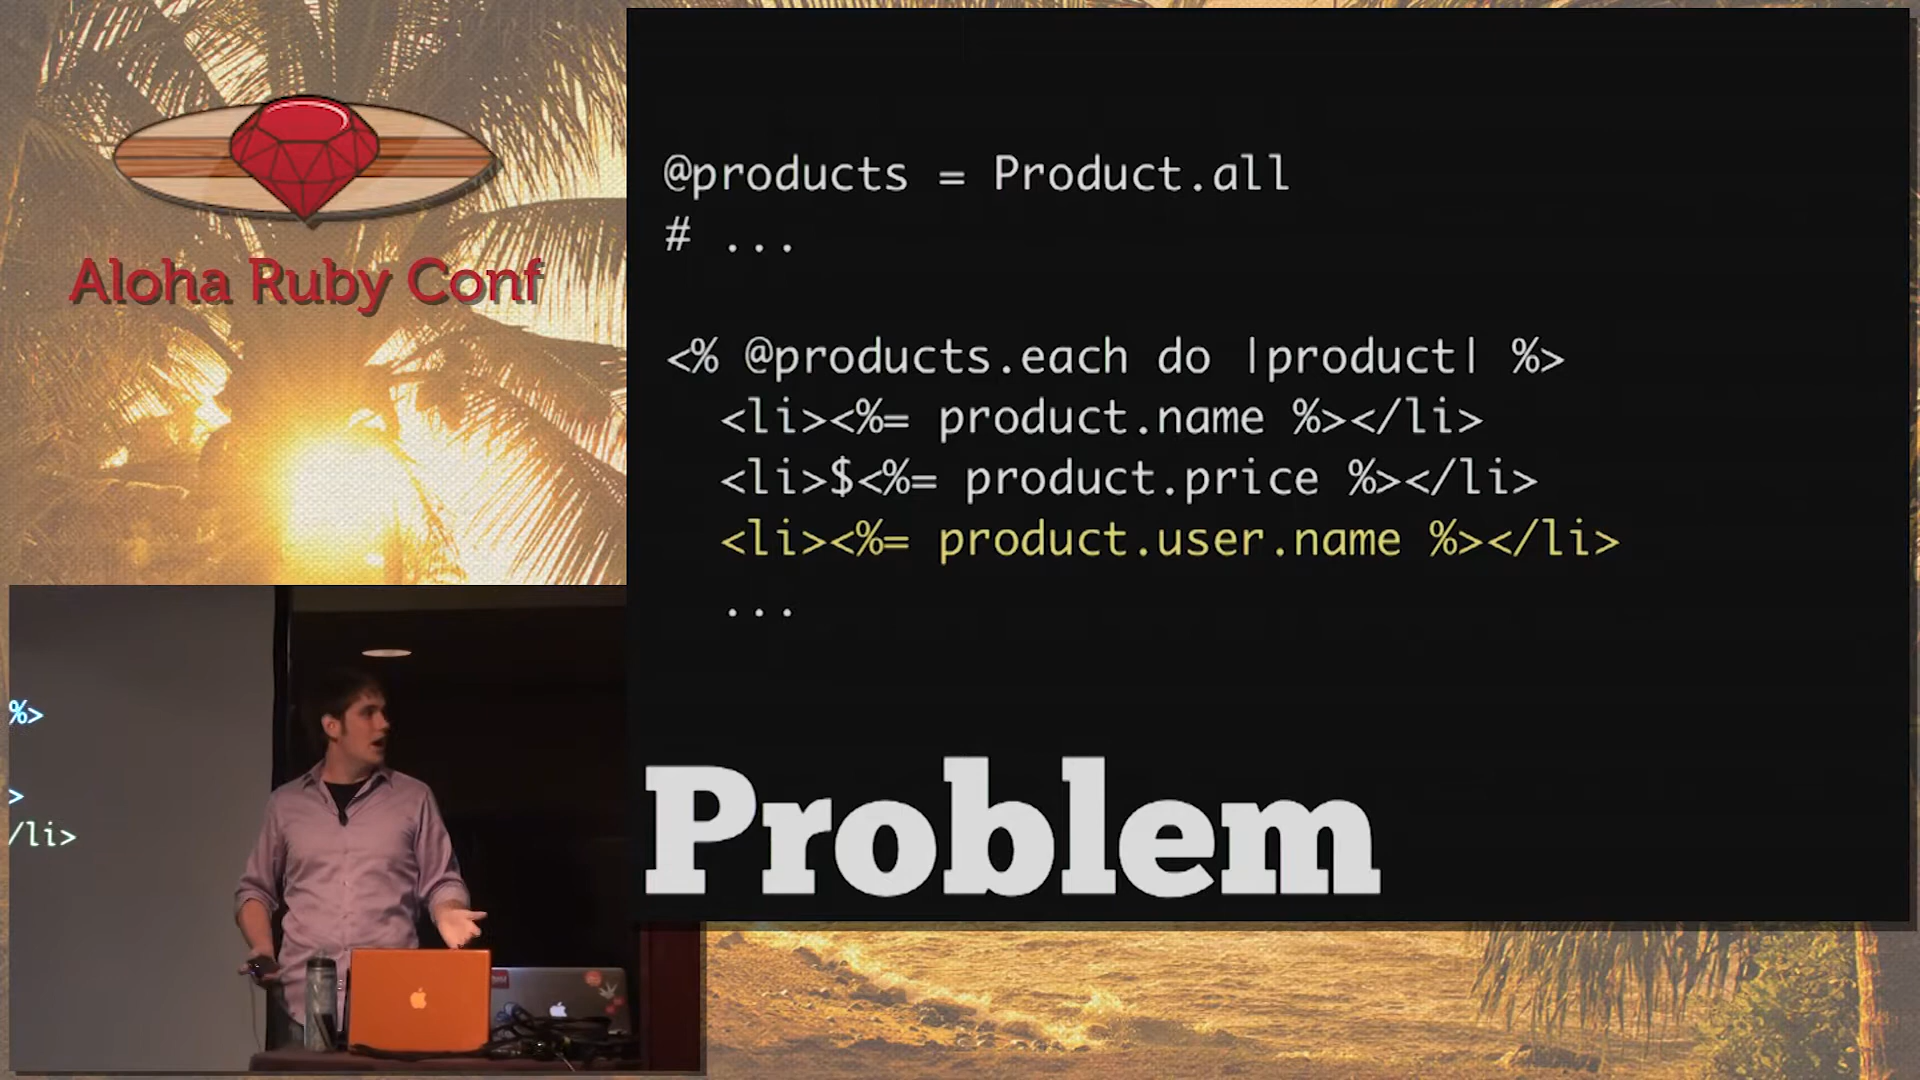 Aloha Ruby Conf
@products = Product.all
# ...
<% @products.each do |product| %>
<li><%= product.name %></li>
<li>$<%= product.price %></li>
<li><%= product.user.name %></li>
...
Problem
%>
>
/li>